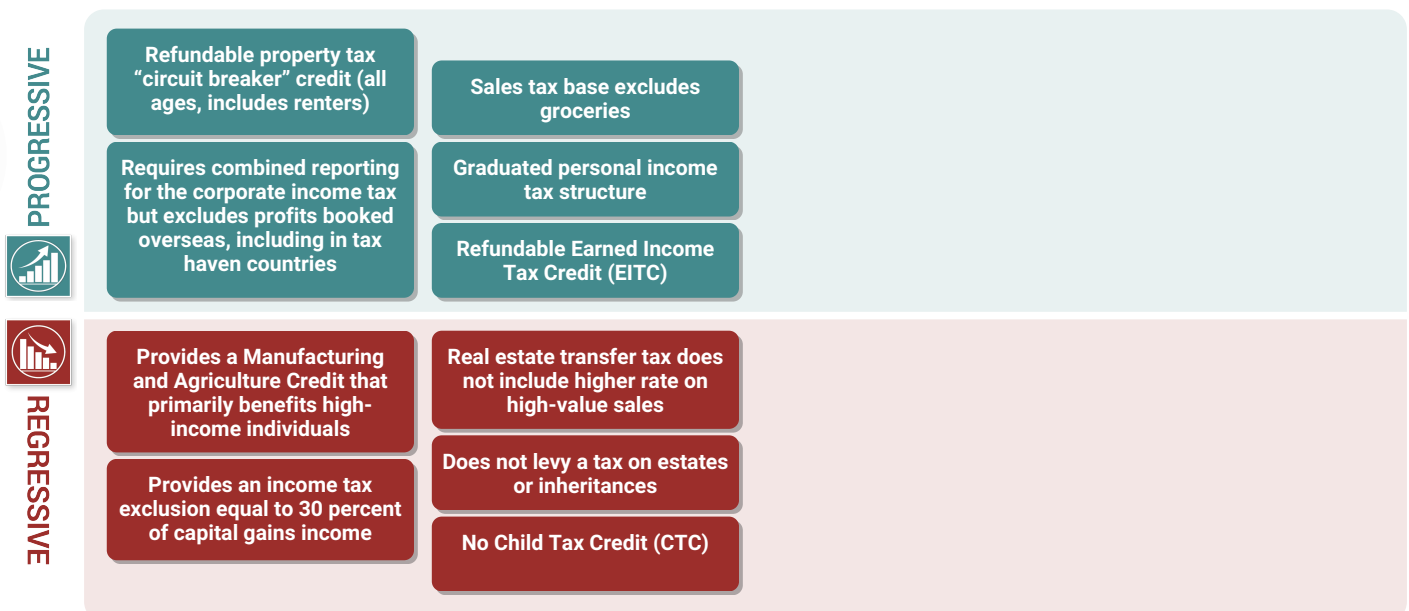 PROGRESSIVE
Refundable property tax
“circuit breaker” credit (all
ages, includes renters)
Requires combined reporting
for the corporate income tax
but excludes profits booked
overseas, including in tax
haven countries
Sales tax base excludes
groceries
Graduated personal income
tax structure
Refundable Earned Income
Tax Credit (EITC)
REGRESSIVE
Provides a Manufacturing
and Agriculture Credit that
primarily benefits high-
income individuals
Provides an income tax
exclusion equal to 30 percent
of capital gains income
Real estate transfer tax does
not include higher rate on
high-value sales
Does not levy a tax on estates
or inheritances
No Child Tax Credit (CTC)